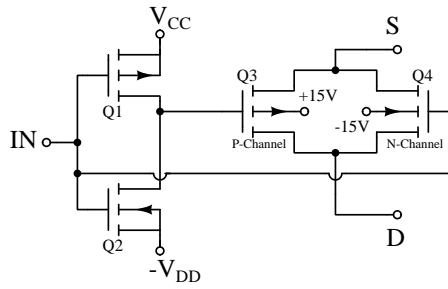 V_CC
S
Q3
Q4
+15V
Q1
-15V
IN
P-Channel
N-Channel
Q2
D
-V_DD